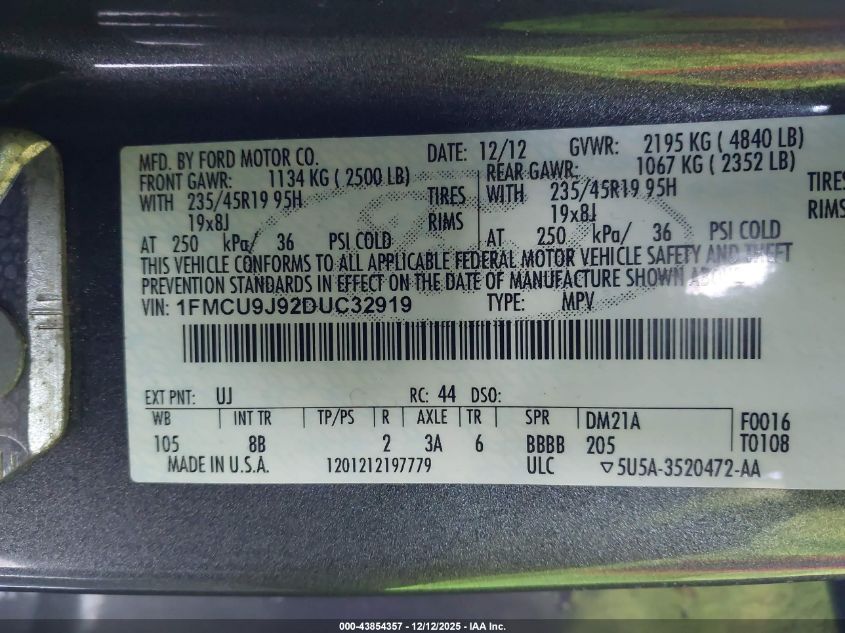 MFD. BY FORD MOTOR CO. DATE: 12/12 GVWR: 2195 KG ( 4840 LB)
FRONT GAWR: 1134 KG ( 2500 LB) REAR GAWR: 1067 KG ( 2352 LB)
WITH 235/45R19 95H TIRES WITH 235/45R19 95H TIRES
19x8J RIMS 19x8J RIMS
AT 250 kPa/ 36 PSI COLD AT 250 kPa/ 36 PSI COLD
THIS VEHICLE CONFORMS TO ALL APPLICABLE FEDERAL MOTOR VEHICLE SAFETY AND THEFT
PREVENTION STANDARDS IN EFFECT ON THE DATE OF MANUFACTURE SHOWN ABOVE.
VIN: 1FMCU9J92DUC32919 TYPE: MPV
EXT PNT: UJ RC: 44 DSO:
WB INT TR TP/PS R AXLE TR SPR DM21A F0016
105 8B 2 3A 6 BBBB 205 T0108
MADE IN U.S.A. 1201212197779 ULC ▽5U5A-3520472-AA
000-43854357 - 12/12/2025 - IAA Inc.